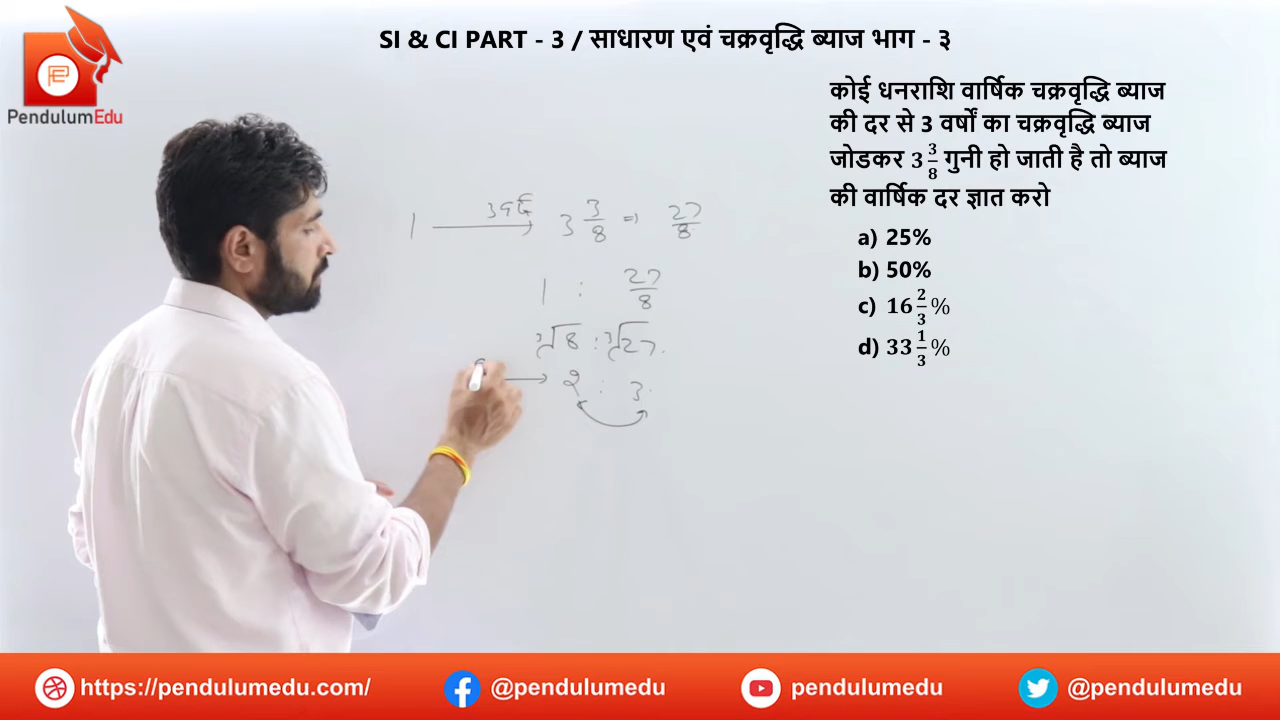 SI & CI PART - 3 / साधारण एवं चक्रवृद्धि ब्याज भाग - ३
PendulumEdu
कोई धनराशि वार्षिक चक्रवृद्धि ब्याज
की दर से 3 वर्षों का चक्रवृद्धि ब्याज
जोडकर 3 3/8 गुनी हो जाती है तो ब्याज
की वार्षिक दर ज्ञात करो
a) 25%
b) 50%
c) 16 2/3 %
d) 33 1/3 %
1 → 3 3/8 ⇒ 27/8
1 : 27/8
∛8 : ∛27
→ 2 : 3
https://pendulumedu.com/
@pendulumedu
pendulumedu
@pendulumedu